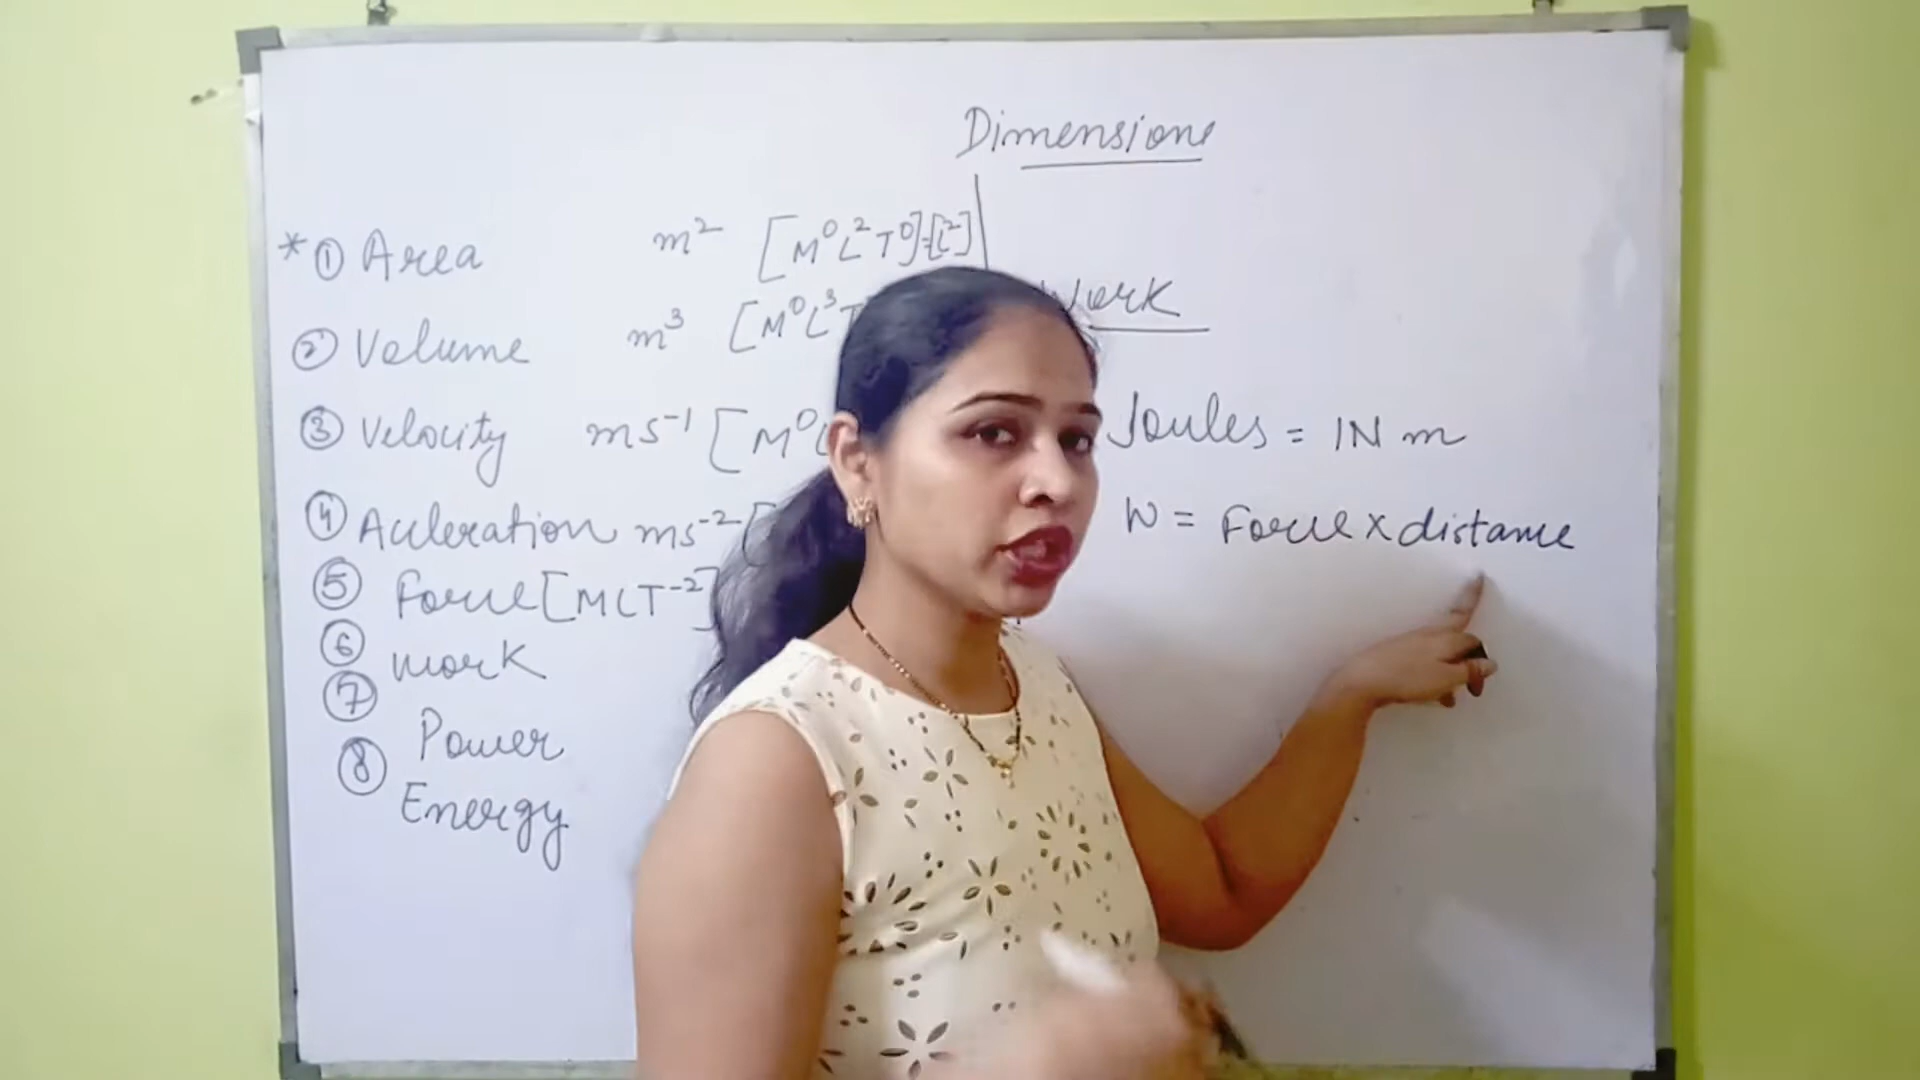 Dimensions
* ① Area m² [M⁰L²T⁰]=[L²]
② Volume m³ [M⁰L³T
③ Velocity ms⁻¹ [M⁰L
④ Accleration ms⁻² [
⑤ Force [MLT⁻²]
⑥ work
⑦ Power
⑧ Energy
Work
Joules = 1N m
W = Force x distance